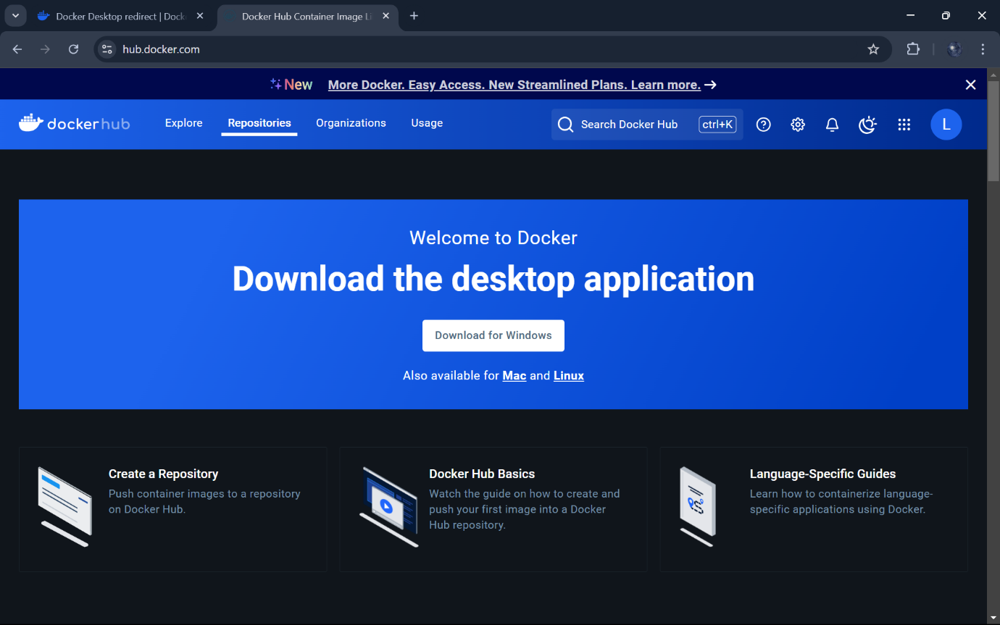 Docker Desktop redirect | Dock
Docker Hub Container Image Li
hub.docker.com
New More Docker. Easy Access. New Streamlined Plans. Learn more. →
dockerhub Explore Repositories Organizations Usage Search Docker Hub ctrl+K L
Welcome to Docker
Download the desktop application
Download for Windows
Also available for Mac and Linux
Create a Repository
Push container images to a repository
on Docker Hub.
Docker Hub Basics
Watch the guide on how to create and
push your first image into a Docker
Hub repository.
Language-Specific Guides
Learn how to containerize language-
specific applications using Docker.